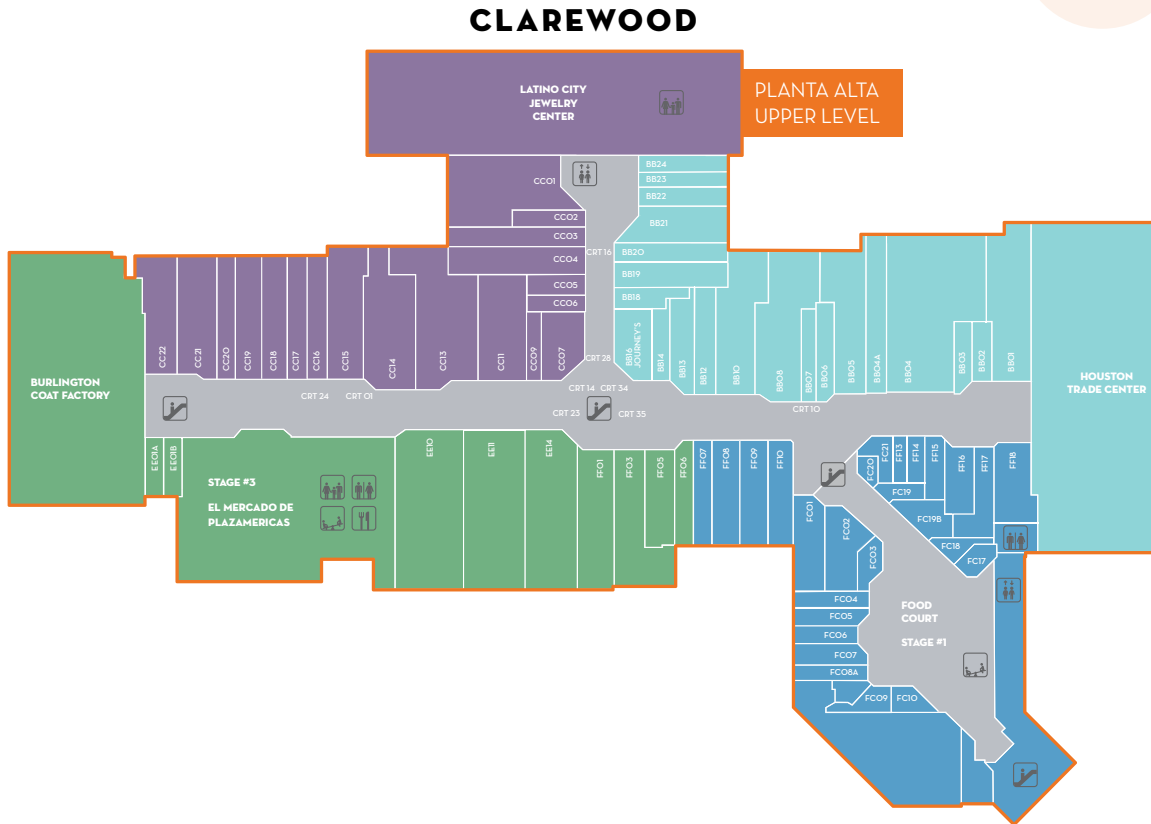 CLAREWOOD
PLANTA ALTA
UPPER LEVEL
LATINO CITY
JEWELRY
CENTER
CC01
CC02
CC03
CC04
CC05
CC06
CC07
CC09
CC11
CC13
CC14
CC15
CC16
CC17
CC18
CC19
CC20
CC21
CC22
CRT 16
CRT 28
BB24
BB23
BB22
BB21
BB20
BB19
BB18
BB16
JOURNEY'S
BB14
BB13
BB12
BB10
BB08
BB07
BB06
BB05
BB04A
BB04
BB03
BB02
BB01
BURLINGTON
COAT FACTORY
HOUSTON
TRADE CENTER
CRT 24
CRT 01
CRT 14
CRT 34
CRT 23
CRT 35
CRT 10
EE01A
EE01B
STAGE #3
EL MERCADO DE
PLAZAMERICAS
EE10
EE11
EE14
FF01
FF03
FF05
FF06
FF07
FF08
FF09
FF10
FC01
FC02
FC03
FC04
FC05
FC06
FC07
FC08A
FC09
FC10
FC20
FC21
FF13
FF14
FF15
FF16
FF17
FF18
FC19
FC19B
FC18
FC17
FOOD
COURT
STAGE #1